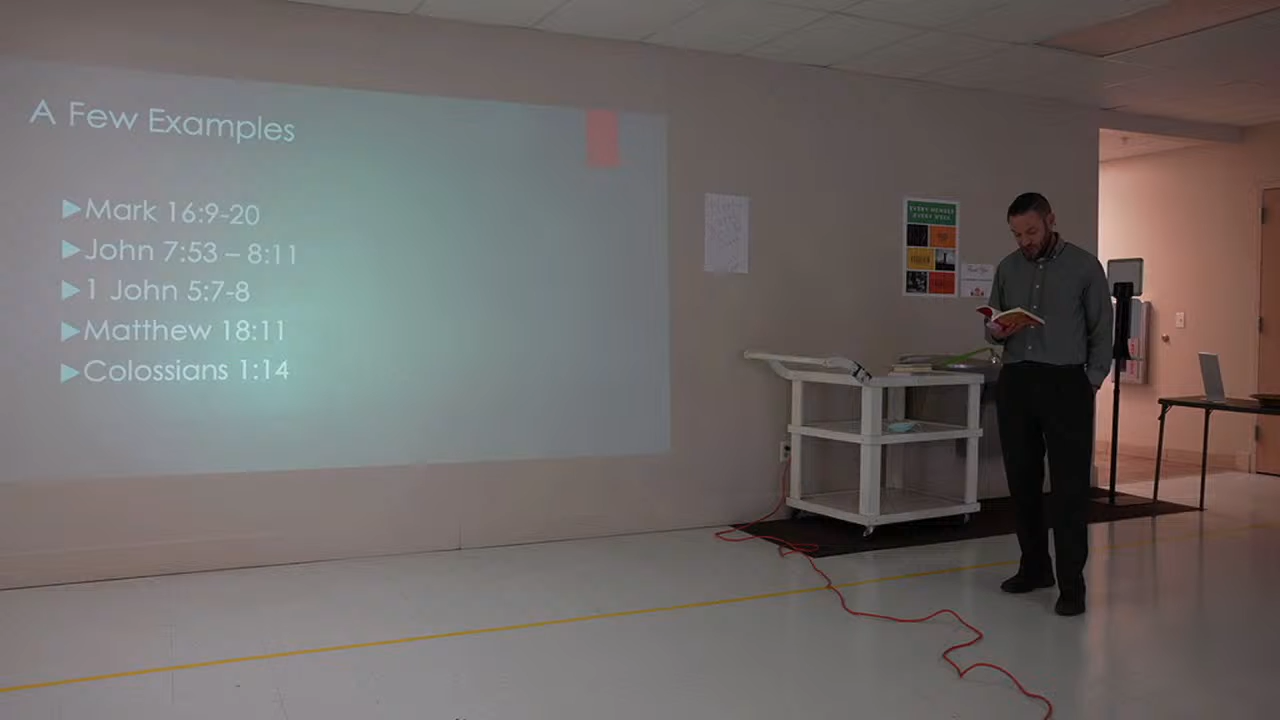 A Few Examples
▶Mark 16:9-20
▶John 7:53 – 8:11
▶1 John 5:7-8
▶Matthew 18:11
▶Colossians 1:14
EVERY MEMBER
EVERY WEEK